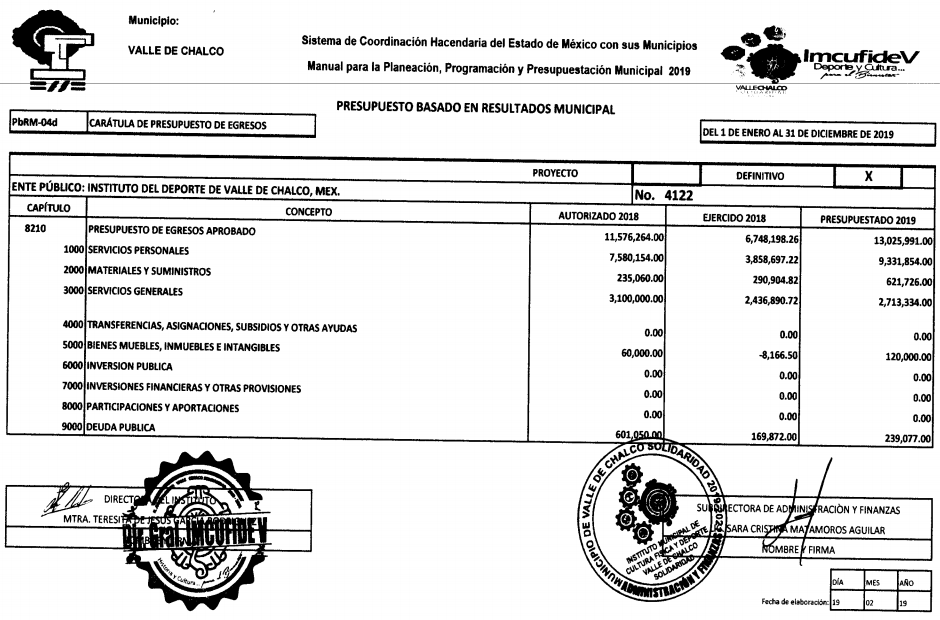 Municipio:
VALLE DE CHALCO
Sistema de Coordinación Hacendaria del Estado de México con sus Municipios
Manual para la Planeación, Programación y Presupuestación Municipal 2019
ImcufideV
Deporte y Cultura...
para el Bienestar
VALLECHALCO
PRESUPUESTO BASADO EN RESULTADOS MUNICIPAL
PbRM-04d CARÁTULA DE PRESUPUESTO DE EGRESOS
DEL 1 DE ENERO AL 31 DE DICIEMBRE DE 2019
PROYECTO DEFINITIVO X
ENTE PÚBLICO: INSTITUTO DEL DEPORTE DE VALLE DE CHALCO, MEX. No. 4122
CAPÍTULO CONCEPTO AUTORIZADO 2018 EJERCIDO 2018 PRESUPUESTADO 2019
8210 PRESUPUESTO DE EGRESOS APROBADO 11,576,264.00 6,748,198.26 13,025,991.00
1000 SERVICIOS PERSONALES 7,580,154.00 3,858,697.22 9,331,854.00
2000 MATERIALES Y SUMINISTROS 235,060.00 290,904.82 621,726.00
3000 SERVICIOS GENERALES 3,100,000.00 2,436,890.72 2,713,334.00
4000 TRANSFERENCIAS, ASIGNACIONES, SUBSIDIOS Y OTRAS AYUDAS 0.00 0.00 0.00
5000 BIENES MUEBLES, INMUEBLES E INTANGIBLES 60,000.00 -8,166.50 120,000.00
6000 INVERSION PUBLICA 0.00 0.00 0.00
7000 INVERSIONES FINANCIERAS Y OTRAS PROVISIONES 0.00 0.00 0.00
8000 PARTICIPACIONES Y APORTACIONES 0.00 0.00 0.00
9000 DEUDA PUBLICA 601,050.00 169,872.00 239,077.00
DIRECTORA DEL INSTITUTO
MTRA. TERESITA DE JESUS GARCIA
Dir. Gral. IMCUFIDEV
Historia y Cultura...
MUNICIPIO DE VALLE DE CHALCO SOLIDARIDAD 2019-2021
INSTITUTO MUNICIPAL DE
CULTURA FISICA Y DEPORTE
VALLE DE CHALCO
SOLIDARIDAD
ADMINISTRACIÓN Y FINANZAS
SUBDIRECTORA DE ADMINISTRACIÒN Y FINANZAS
SARA CRISTINA MATAMOROS AGUILAR
NOMBRE Y FIRMA
DÍA MES AÑO
Fecha de elaboración: 19 02 19